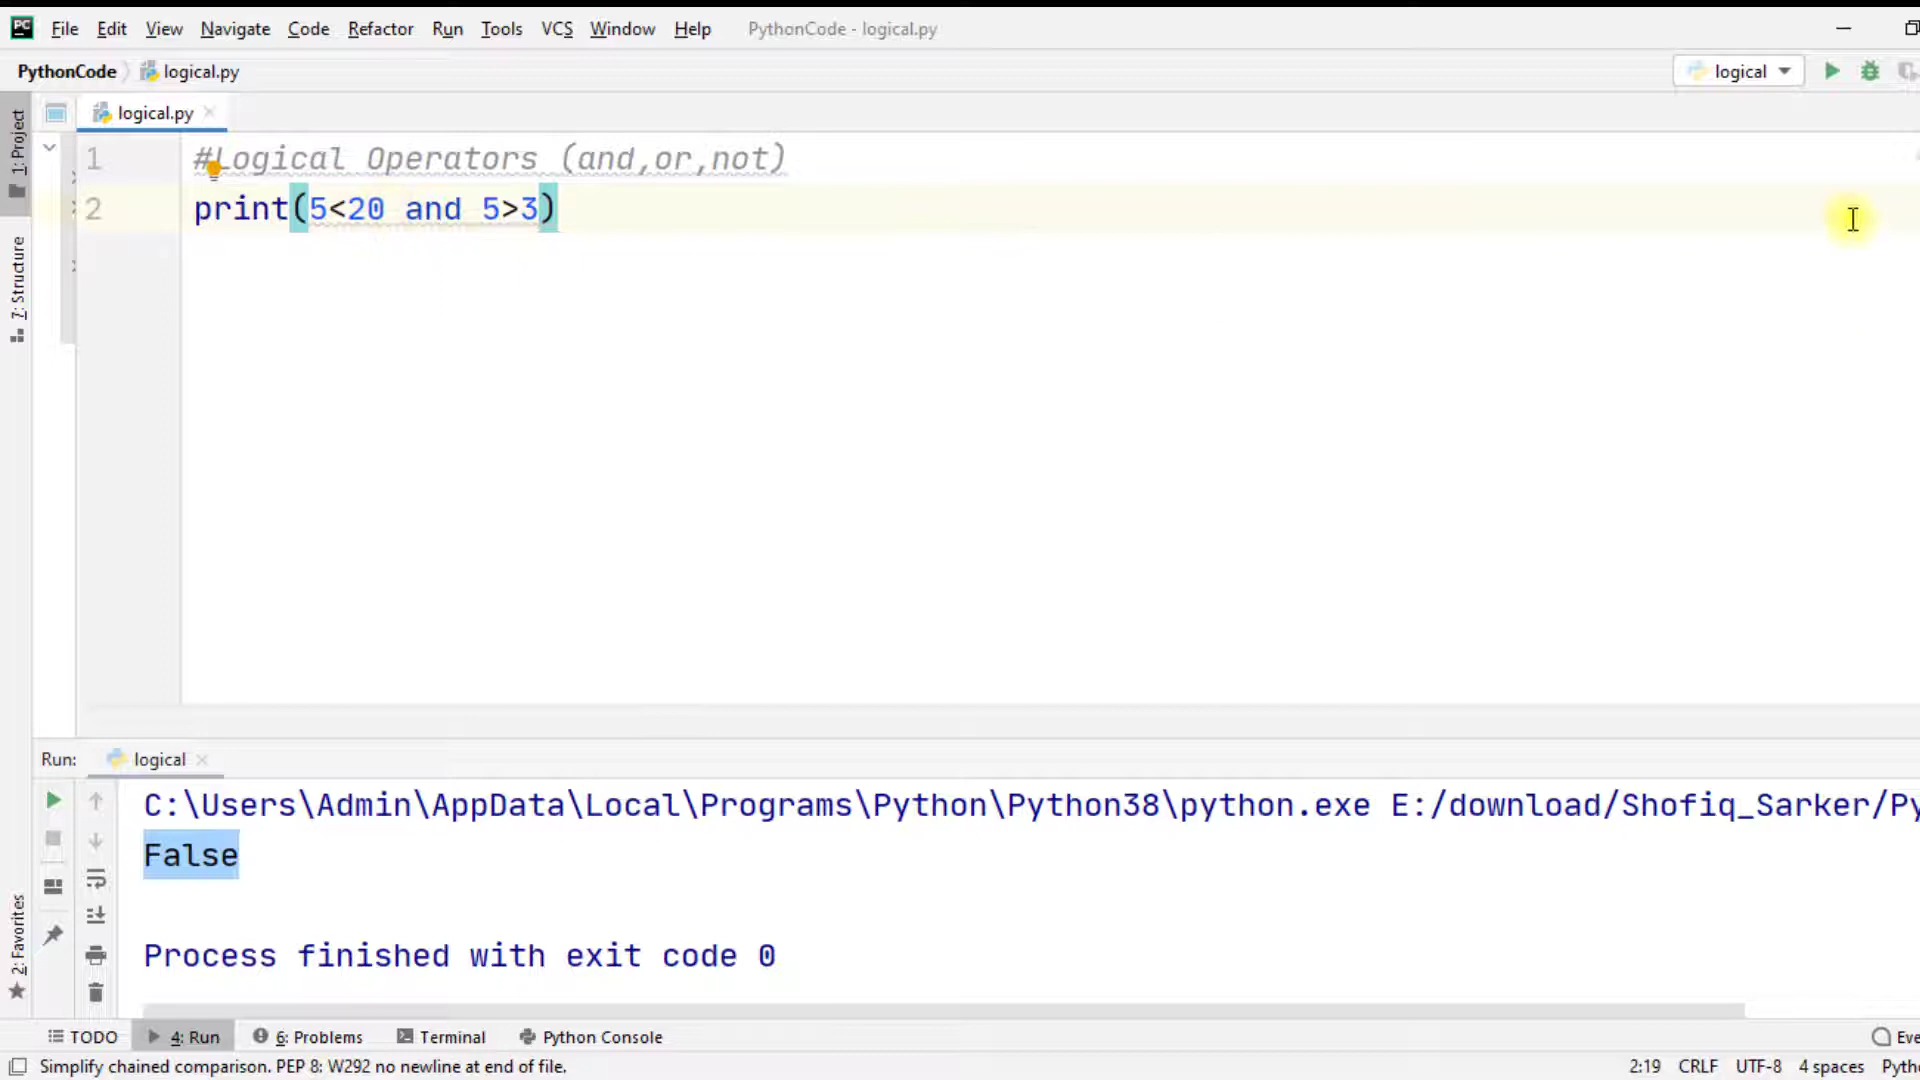 File Edit View Navigate Code Refactor Run Tools VCS Window Help PythonCode - logical.py
PythonCode logical.py logical
1: Project
logical.py
1 #Logical Operators (and,or,not)
2 print(5<20 and 5>3)
7: Structure
Run: logical
C:\Users\Admin\AppData\Local\Programs\Python\Python38\python.exe E:/download/Shofiq_Sarker/Py
False
Process finished with exit code 0
2: Favorites
TODO 4: Run 6: Problems Terminal Python Console Eve
Simplify chained comparison. PEP 8: W292 no newline at end of file. 2:19 CRLF UTF-8 4 spaces Pytho